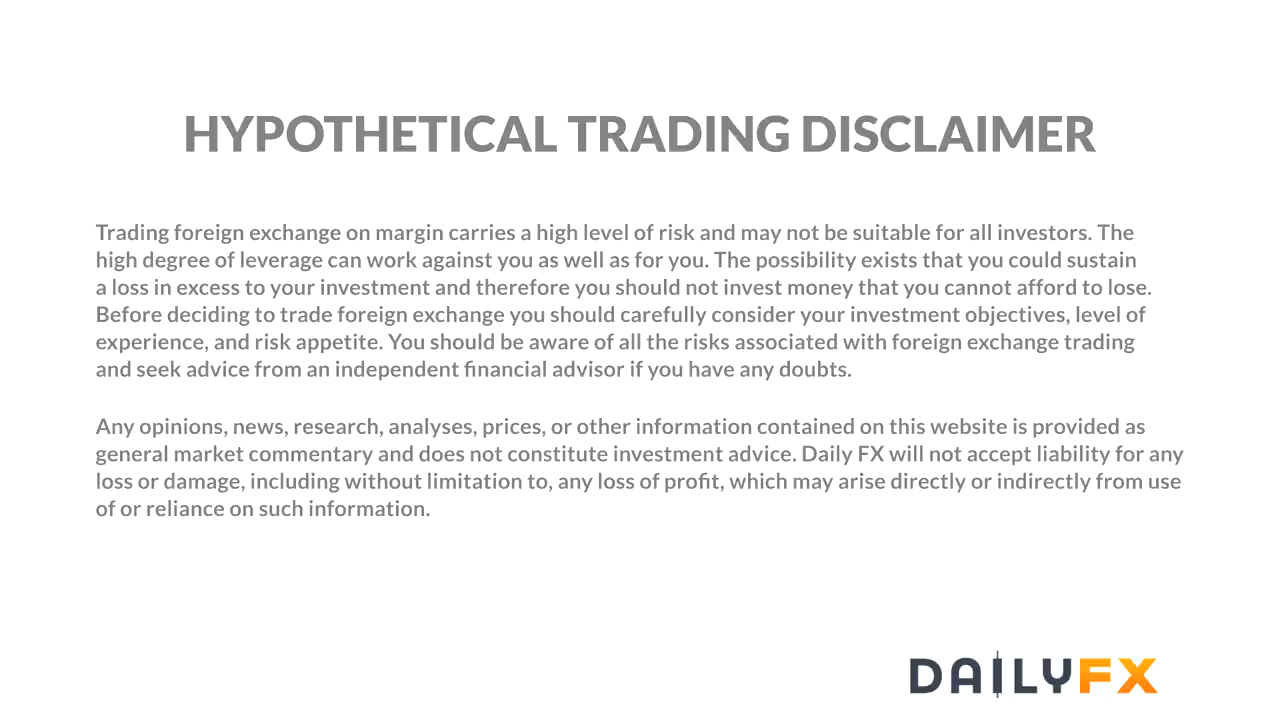 HYPOTHETICAL TRADING DISCLAIMER
Trading foreign exchange on margin carries a high level of risk and may not be suitable for all investors. The
high degree of leverage can work against you as well as for you. The possibility exists that you could sustain
a loss in excess to your investment and therefore you should not invest money that you cannot afford to lose.
Before deciding to trade foreign exchange you should carefully consider your investment objectives, level of
experience, and risk appetite. You should be aware of all the risks associated with foreign exchange trading
and seek advice from an independent financial advisor if you have any doubts.
Any opinions, news, research, analyses, prices, or other information contained on this website is provided as
general market commentary and does not constitute investment advice. Daily FX will not accept liability for any
loss or damage, including without limitation to, any loss of profit, which may arise directly or indirectly from use
of or reliance on such information.
DAILYFX